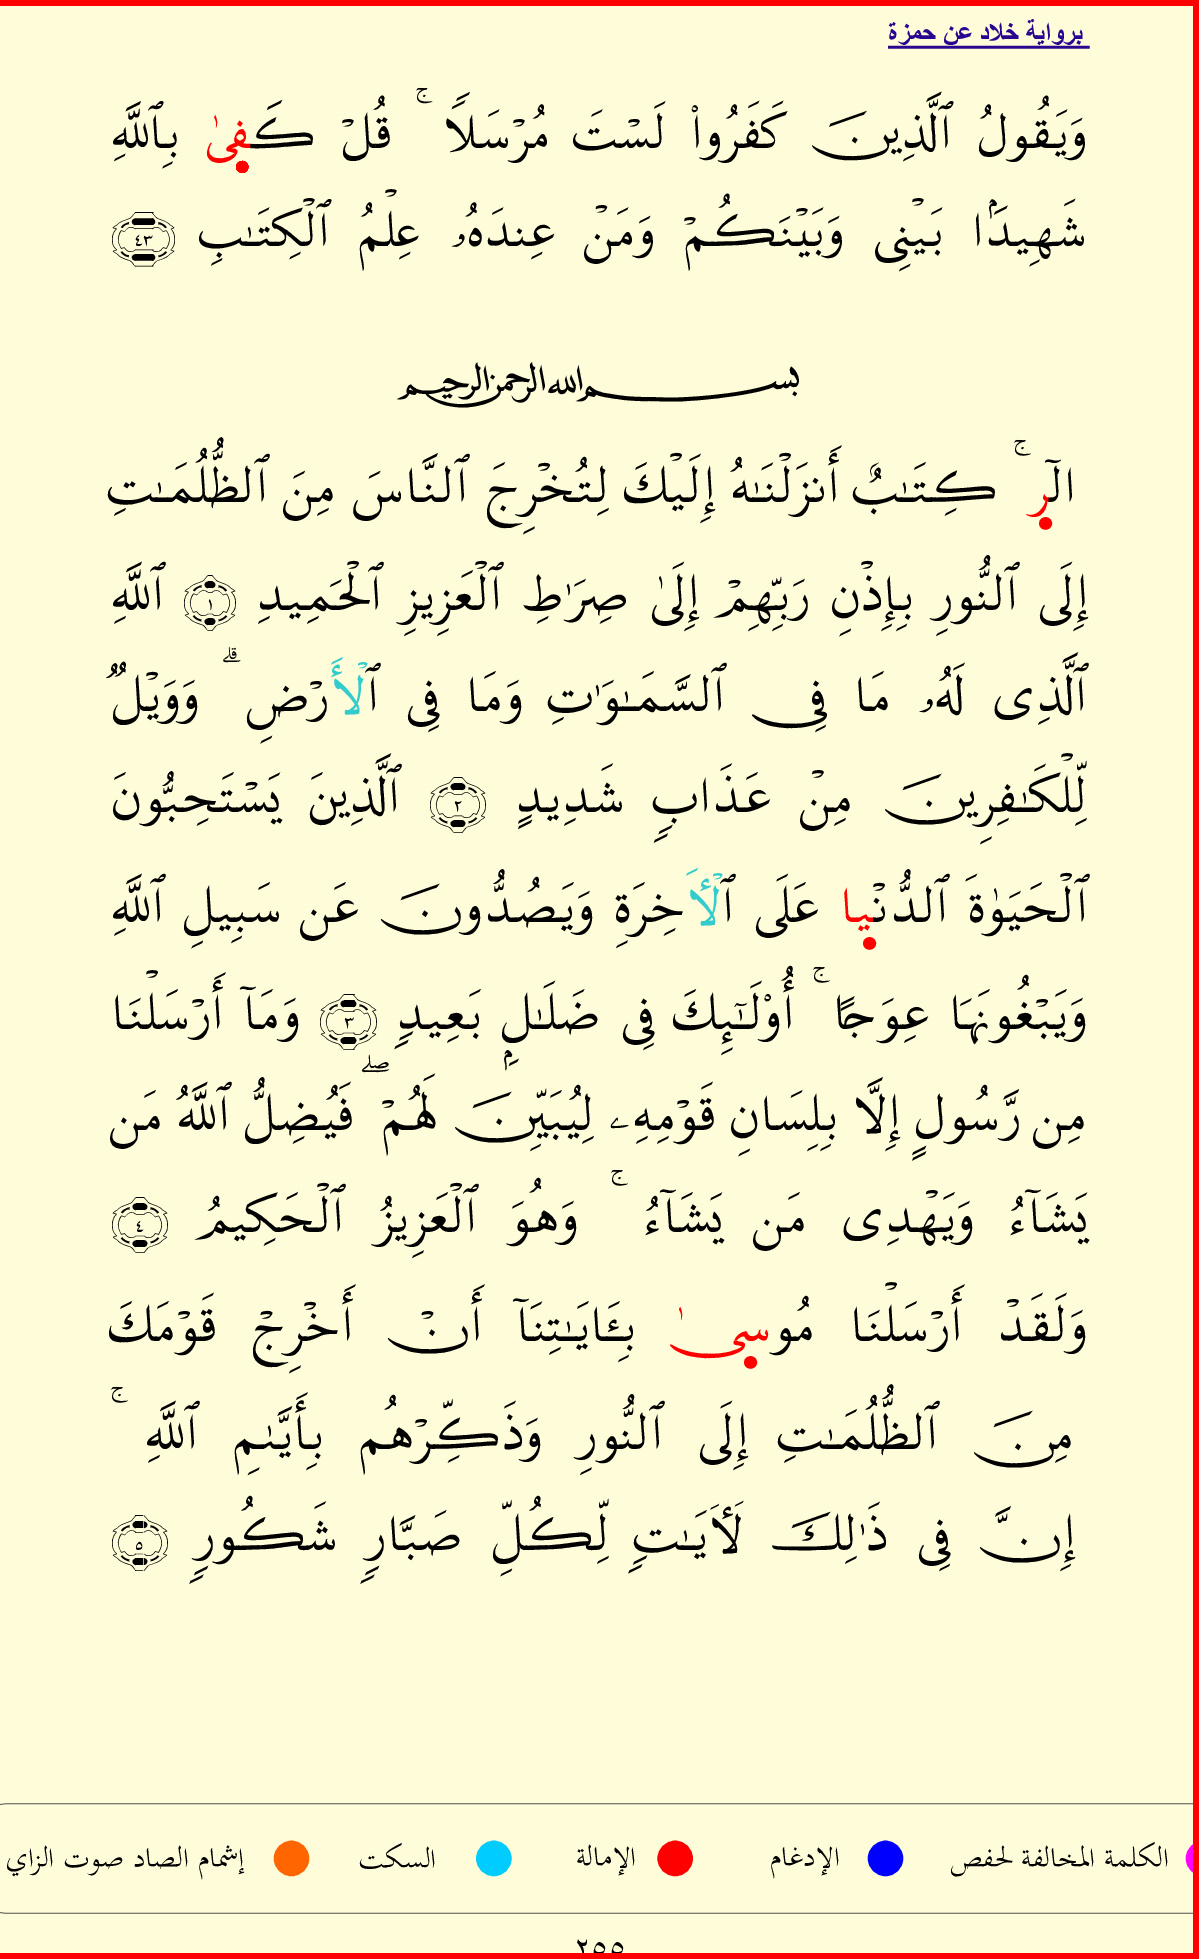 برواية خلاد عن حمزة
وَيَقُولُ ٱلَّذِينَ كَفَرُوا۟ لَسْتَ مُرْسَلًا ۚ قُلْ كَفِىٰ بِٱللَّهِ
شَهِيدًۢا بَيْنِى وَبَيْنَكُمْ وَمَنْ عِندَهُۥ عِلْمُ ٱلْكِتَـٰبِ ٤٣
بسم الله الرحمن الرحيم
الٓر ۚ كِتَـٰبٌ أَنزَلْنَـٰهُ إِلَيْكَ لِتُخْرِجَ ٱلنَّاسَ مِنَ ٱلظُّلُمَـٰتِ
إِلَى ٱلنُّورِ بِإِذْنِ رَبِّهِمْ إِلَىٰ صِرَٰطِ ٱلْعَزِيزِ ٱلْحَمِيدِ ١ ٱللَّهِ
ٱلَّذِى لَهُۥ مَا فِى ٱلسَّمَـٰوَٰتِ وَمَا فِى ٱلْأَرْضِ ۗ وَوَيْلٌ
لِّلْكَـٰفِرِينَ مِنْ عَذَابٍ شَدِيدٍ ٢ ٱلَّذِينَ يَسْتَحِبُّونَ
ٱلْحَيَوٰةَ ٱلدُّنْيا عَلَى ٱلْـَٔاخِرَةِ وَيَصُدُّونَ عَن سَبِيلِ ٱللَّهِ
وَيَبْغُونَهَا عِوَجًا ۚ أُو۟لَـٰٓئِكَ فِى ضَلَـٰلٍۭ بَعِيدٍ ٣ وَمَآ أَرْسَلْنَا
مِن رَّسُولٍ إِلَّا بِلِسَانِ قَوْمِهِۦ لِيُبَيِّنَ لَهُمْ ۖ فَيُضِلُّ ٱللَّهُ مَن
يَشَآءُ وَيَهْدِى مَن يَشَآءُ ۚ وَهُوَ ٱلْعَزِيزُ ٱلْحَكِيمُ ٤
وَلَقَدْ أَرْسَلْنَا مُوسِىٰ بِـَٔايَـٰتِنَآ أَنْ أَخْرِجْ قَوْمَكَ
مِنَ ٱلظُّلُمَـٰتِ إِلَى ٱلنُّورِ وَذَكِّرْهُم بِأَيَّىٰمِ ٱللَّهِ ۚ
إِنَّ فِى ذَٰلِكَ لَـَٔايَـٰتٍ لِّكُلِّ صَبَّارٍ شَكُورٍ ٥
الكلمة المخالفة لحفص الإدغام الإمالة السكت إشمام الصاد صوت الزاي
٢٥٥